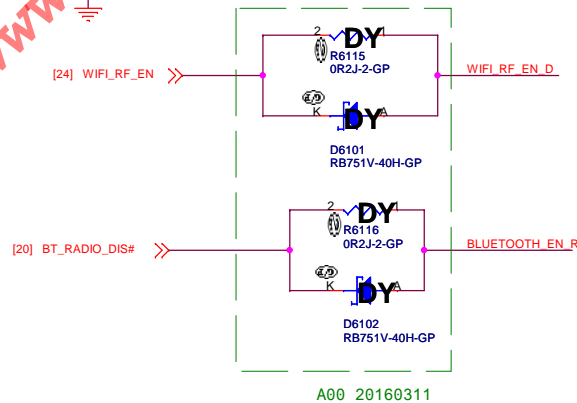 www
2 DY 1
R6115
0R2J-2-GP
[24] WIFI_RF_EN
WIFI_RF_EN_D
K DY A
D6101
RB751V-40H-GP
2 DY 1
R6116
0R2J-2-GP
[20] BT_RADIO_DIS#
BLUETOOTH_EN_R
K DY A
D6102
RB751V-40H-GP
A00 20160311